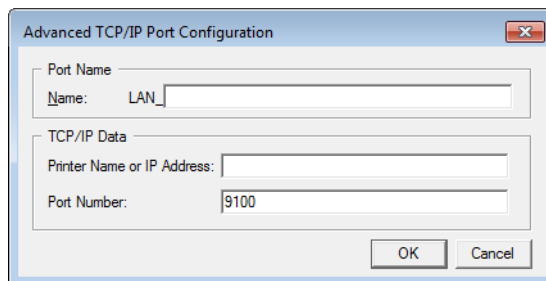 Advanced TCP/IP Port Configuration
Port Name
Name: LAN_
TCP/IP Data
Printer Name or IP Address:
Port Number: 9100
OK Cancel